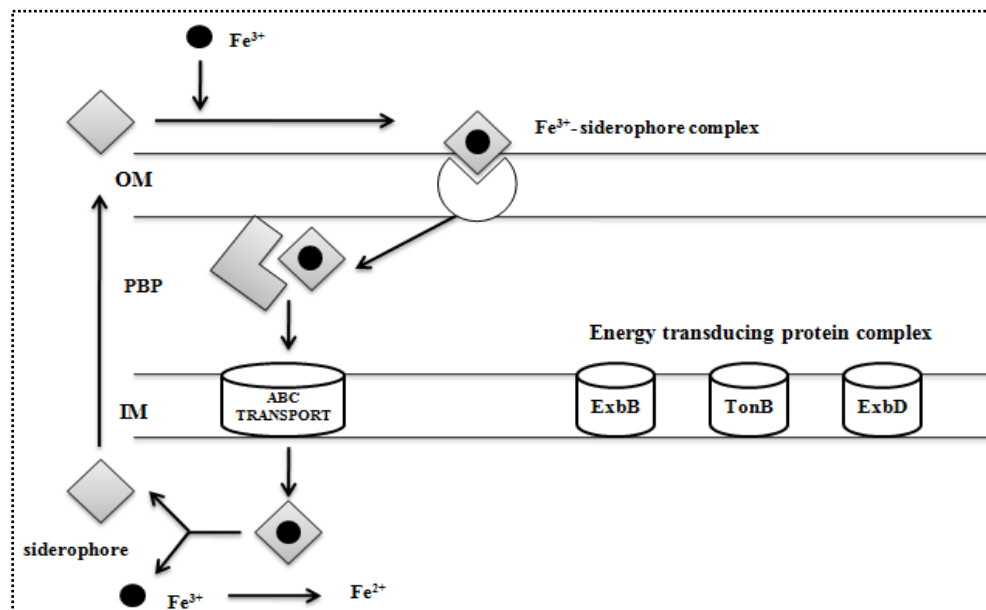 Fe³⁺
Fe³⁺- siderophore complex
OM
PBP
Energy transducing protein complex
ABC
TRANSPORT
IM
ExbB
TonB
ExbD
siderophore
Fe³⁺
Fe²⁺